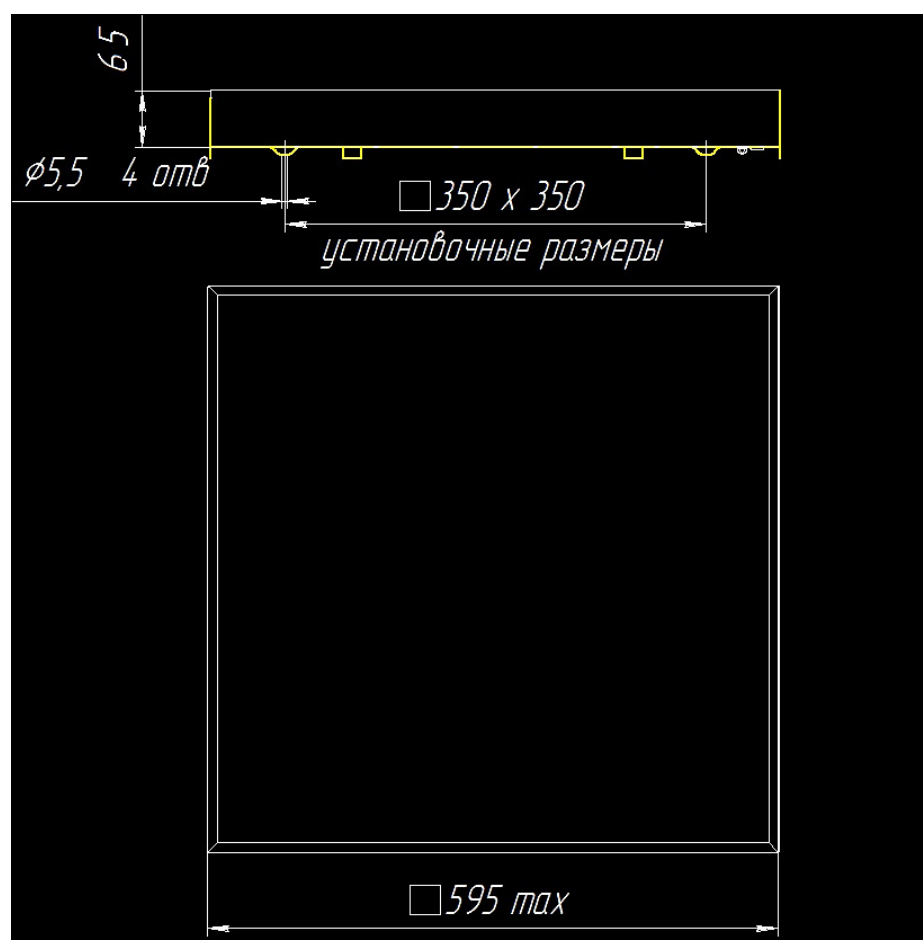 65
⌀5,5 4 отв
□350 x 350
установочные размеры
□595 max